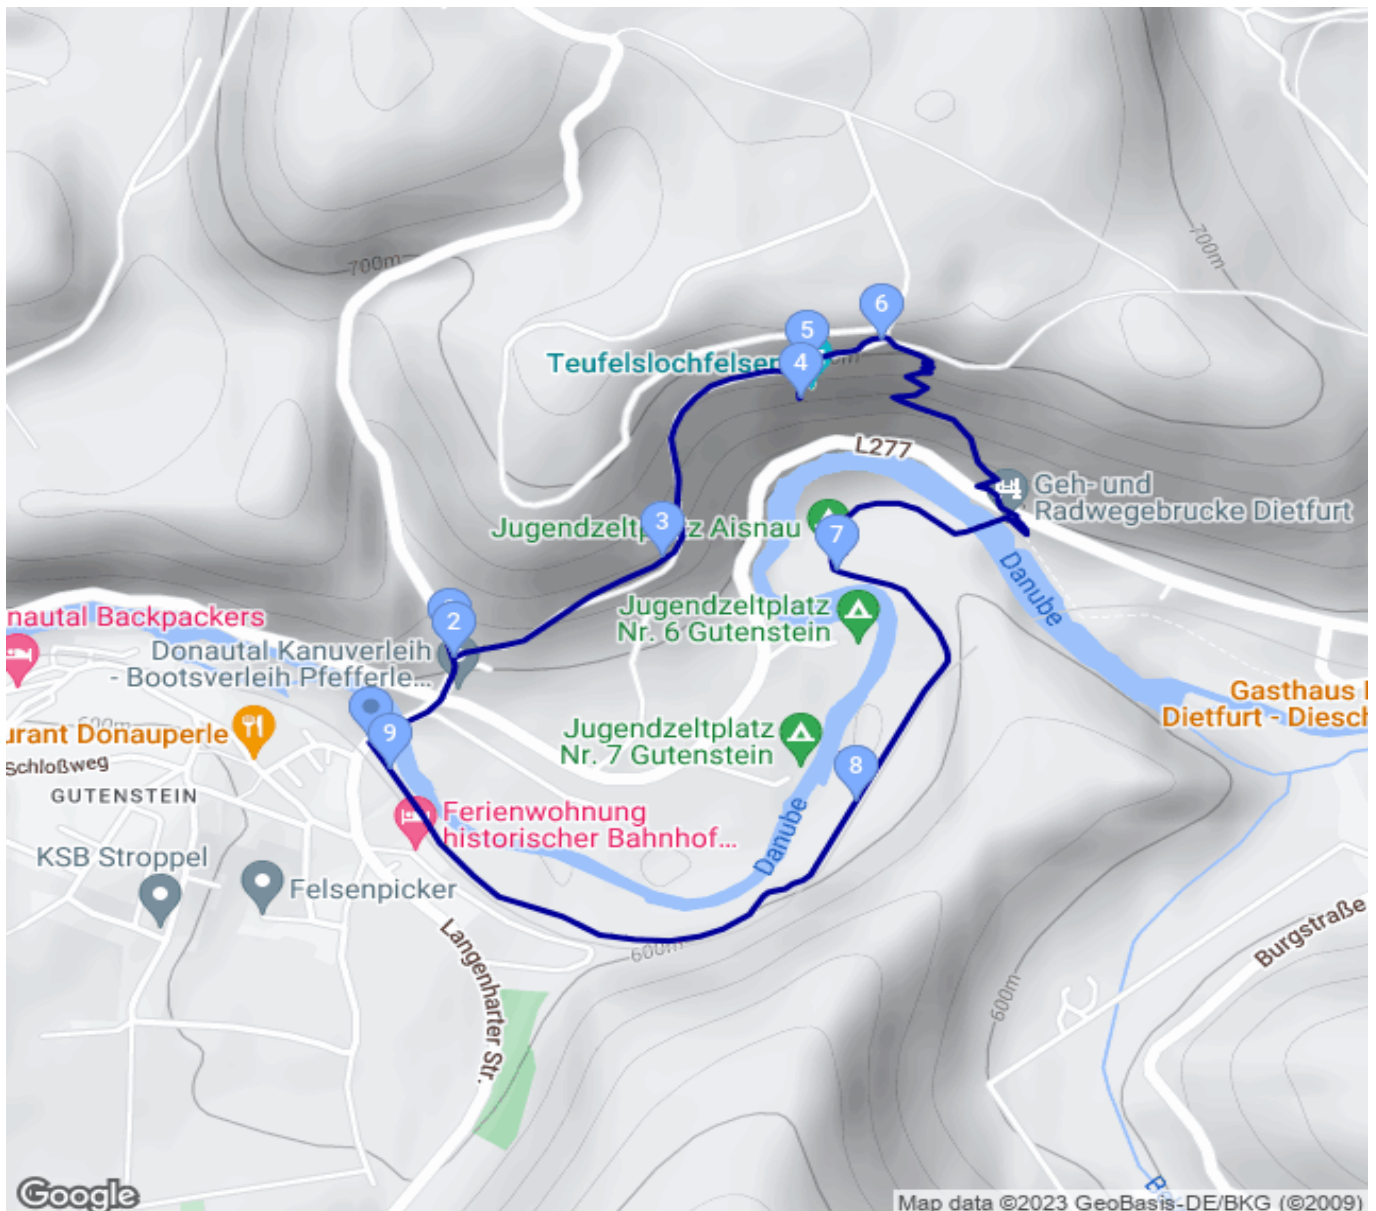 700m
700m
6
5
Teufelslochfelsen
4
L277
Geh- und
Radwegebrucke Dietfurt
3
Jugendzeltplatz Aisnau
7
Danube
nautal Backpackers
2
Jugendzeltplatz
Nr. 6 Gutenstein
Donautal Kanuverleih
- Bootsverleih Pfefferle...
600m
Gasthaus
Dietfurt - Diesch
urant Donauperle
9
Jugendzeltplatz
Nr. 7 Gutenstein
8
Schloßweg
GUTENSTEIN
Ferienwohnung
historischer Bahnhof...
Danube
KSB Stroppel
Felsenpicker
Langenharter Str.
600m
Burgstraße
600m
Google
Map data ©2023 GeoBasis-DE/BKG (©2009)